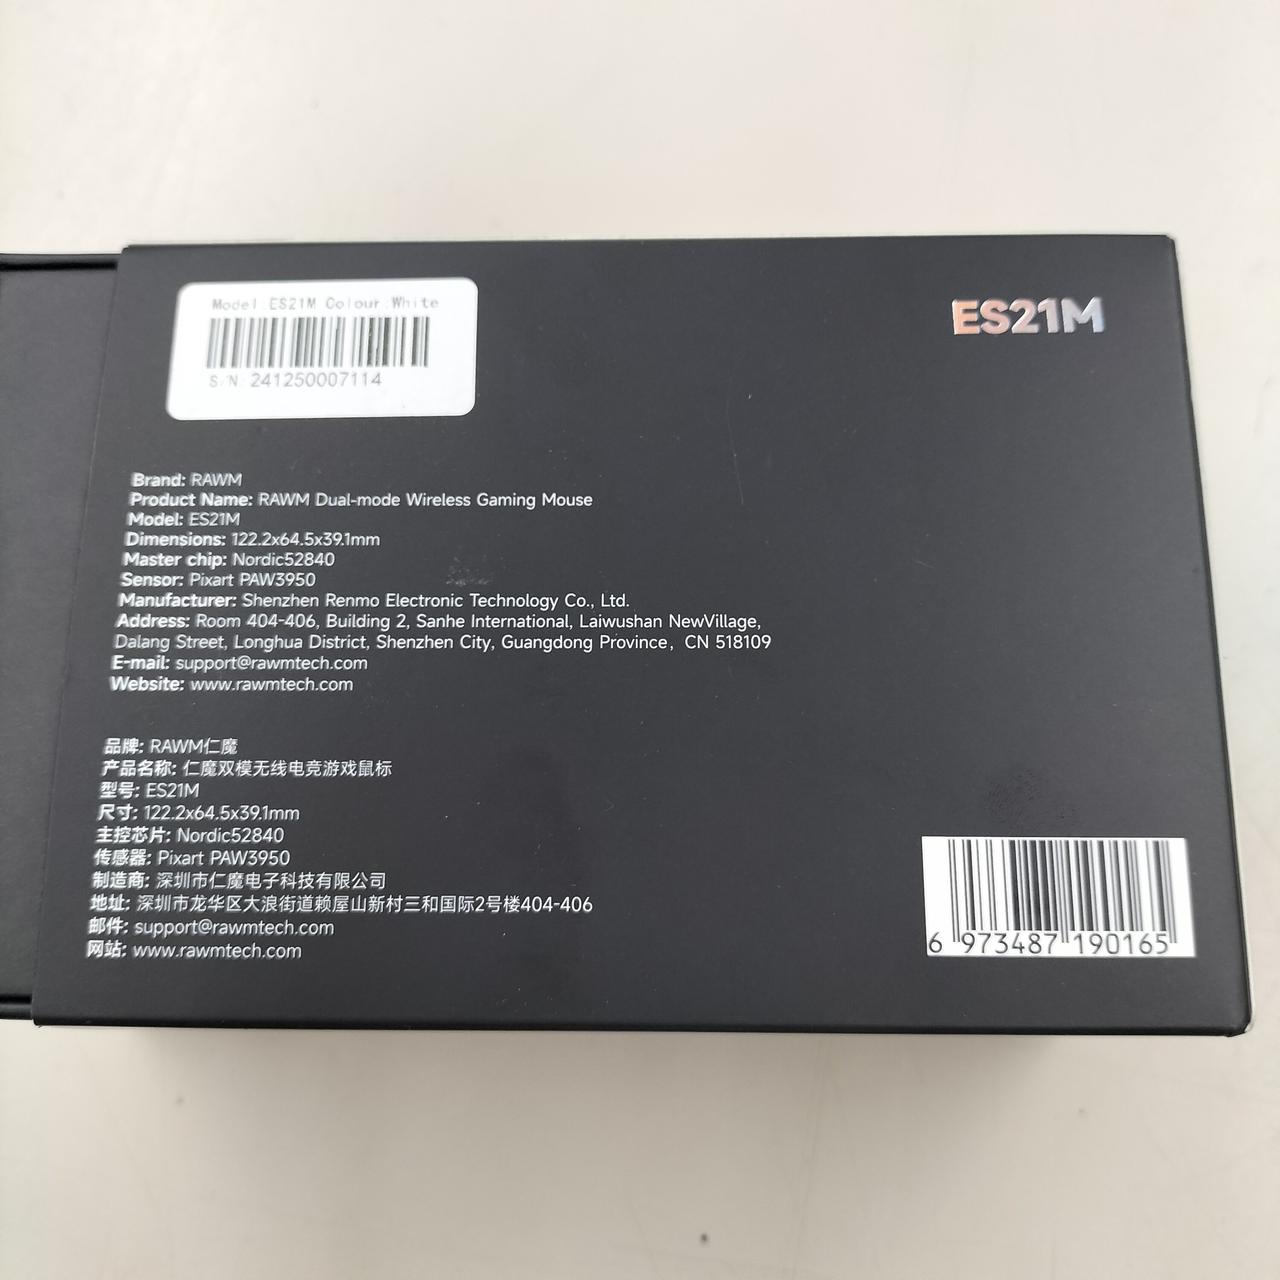 Model:ES21M Colour:White
S/N:241250007114
ES21M
Brand: RAWM
Product Name: RAWM Dual-mode Wireless Gaming Mouse
Model: ES21M
Dimensions: 122.2x64.5x39.1mm
Master chip: Nordic52840
Sensor: Pixart PAW3950
Manufacturer: Shenzhen Renmo Electronic Technology Co., Ltd.
Address: Room 404-406, Building 2, Sanhe International, Laiwushan NewVillage,
Dalang Street, Longhua District, Shenzhen City, Guangdong Province, CN 518109
E-mail: support@rawmtech.com
Website: www.rawmtech.com
品牌: RAWM仁魔
产品名称: 仁魔双模无线电竞游戏鼠标
型号: ES21M
尺寸: 122.2x64.5x39.1mm
主控芯片: Nordic52840
传感器: Pixart PAW3950
制造商: 深圳市仁魔电子科技有限公司
地址: 深圳市龙华区大浪街道赖屋山新村三和国际2号楼404-406
邮件: support@rawmtech.com
网站: www.rawmtech.com
6 973487 190165